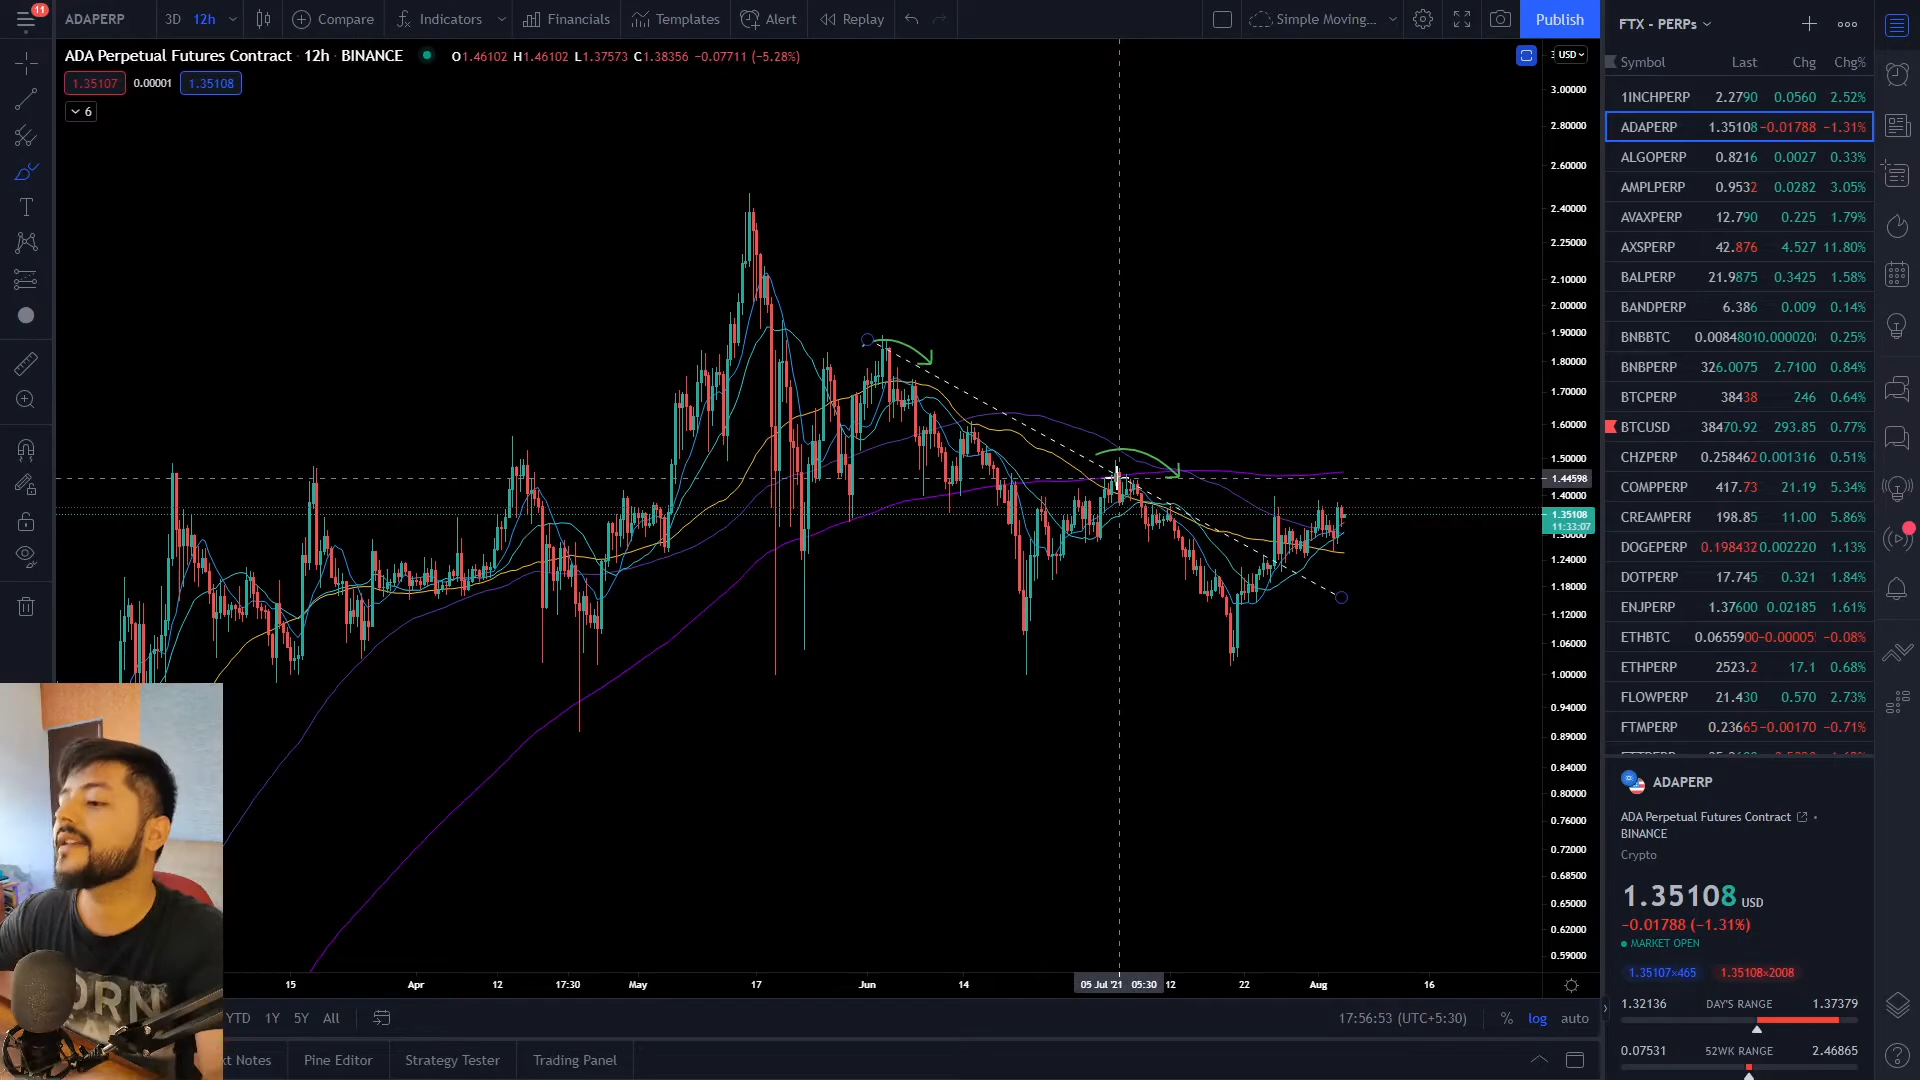 11
ADAPERP
3D 12h
Compare
Indicators
Financials
Templates
Alert
Replay
Simple Moving...
Publish
ADA Perpetual Futures Contract · 12h · BINANCE
O1.46102 H1.46102 L1.37573 C1.38356 −0.07711 (−5.28%)
1.35107 0.00001 1.35108
6
USD
3.00000
2.80000
2.60000
2.40000
2.25000
2.10000
2.00000
1.90000
1.80000
1.70000
1.60000
1.50000
1.44598
1.40000
1.35108
11:33:07
1.30000
1.24000
1.18000
1.12000
1.06000
1.00000
0.94000
0.89000
0.84000
0.80000
0.76000
0.72000
0.68500
0.65000
0.62000
0.59000
15 Apr 12 17:30 May 17 Jun 14 05 Jul '21 05:30 12 22 Aug 16
YTD 1Y 5Y All
17:56:53 (UTC+5:30) % log auto
Notes Pine Editor Strategy Tester Trading Panel
FTX - PERPs
Symbol Last Chg Chg%
1INCHPERP 2.2790 0.0560 2.52%
ADAPERP 1.35108 −0.01788 −1.31%
ALGOPERP 0.8216 0.0027 0.33%
AMPLPERP 0.9532 0.0282 3.05%
AVAXPERP 12.790 0.225 1.79%
AXSPERP 42.876 4.527 11.80%
BALPERP 21.9875 0.3425 1.58%
BANDPERP 6.386 0.009 0.14%
BNBBTC 0.0084801 0.0000208 0.25%
BNBPERP 326.0075 2.7100 0.84%
BTCPERP 38438 246 0.64%
BTCUSD 38470.92 293.85 0.77%
CHZPERP 0.258462 0.001316 0.51%
COMPPERP 417.73 21.19 5.34%
CREAMPERP 198.85 11.00 5.86%
DOGEPERP 0.198432 0.002220 1.13%
DOTPERP 17.745 0.321 1.84%
ENJPERP 1.37600 0.02185 1.61%
ETHBTC 0.0655900 −0.00005 −0.08%
ETHPERP 2523.2 17.1 0.68%
FLOWPERP 21.430 0.570 2.73%
FTMPERP 0.23665 −0.00170 −0.71%
ADAPERP
ADA Perpetual Futures Contract ·
BINANCE
Crypto
1.35108 USD
−0.01788 (−1.31%)
MARKET OPEN
1.35107×465 1.35108×2008
1.32136 DAY'S RANGE 1.37379
0.07531 52WK RANGE 2.46865